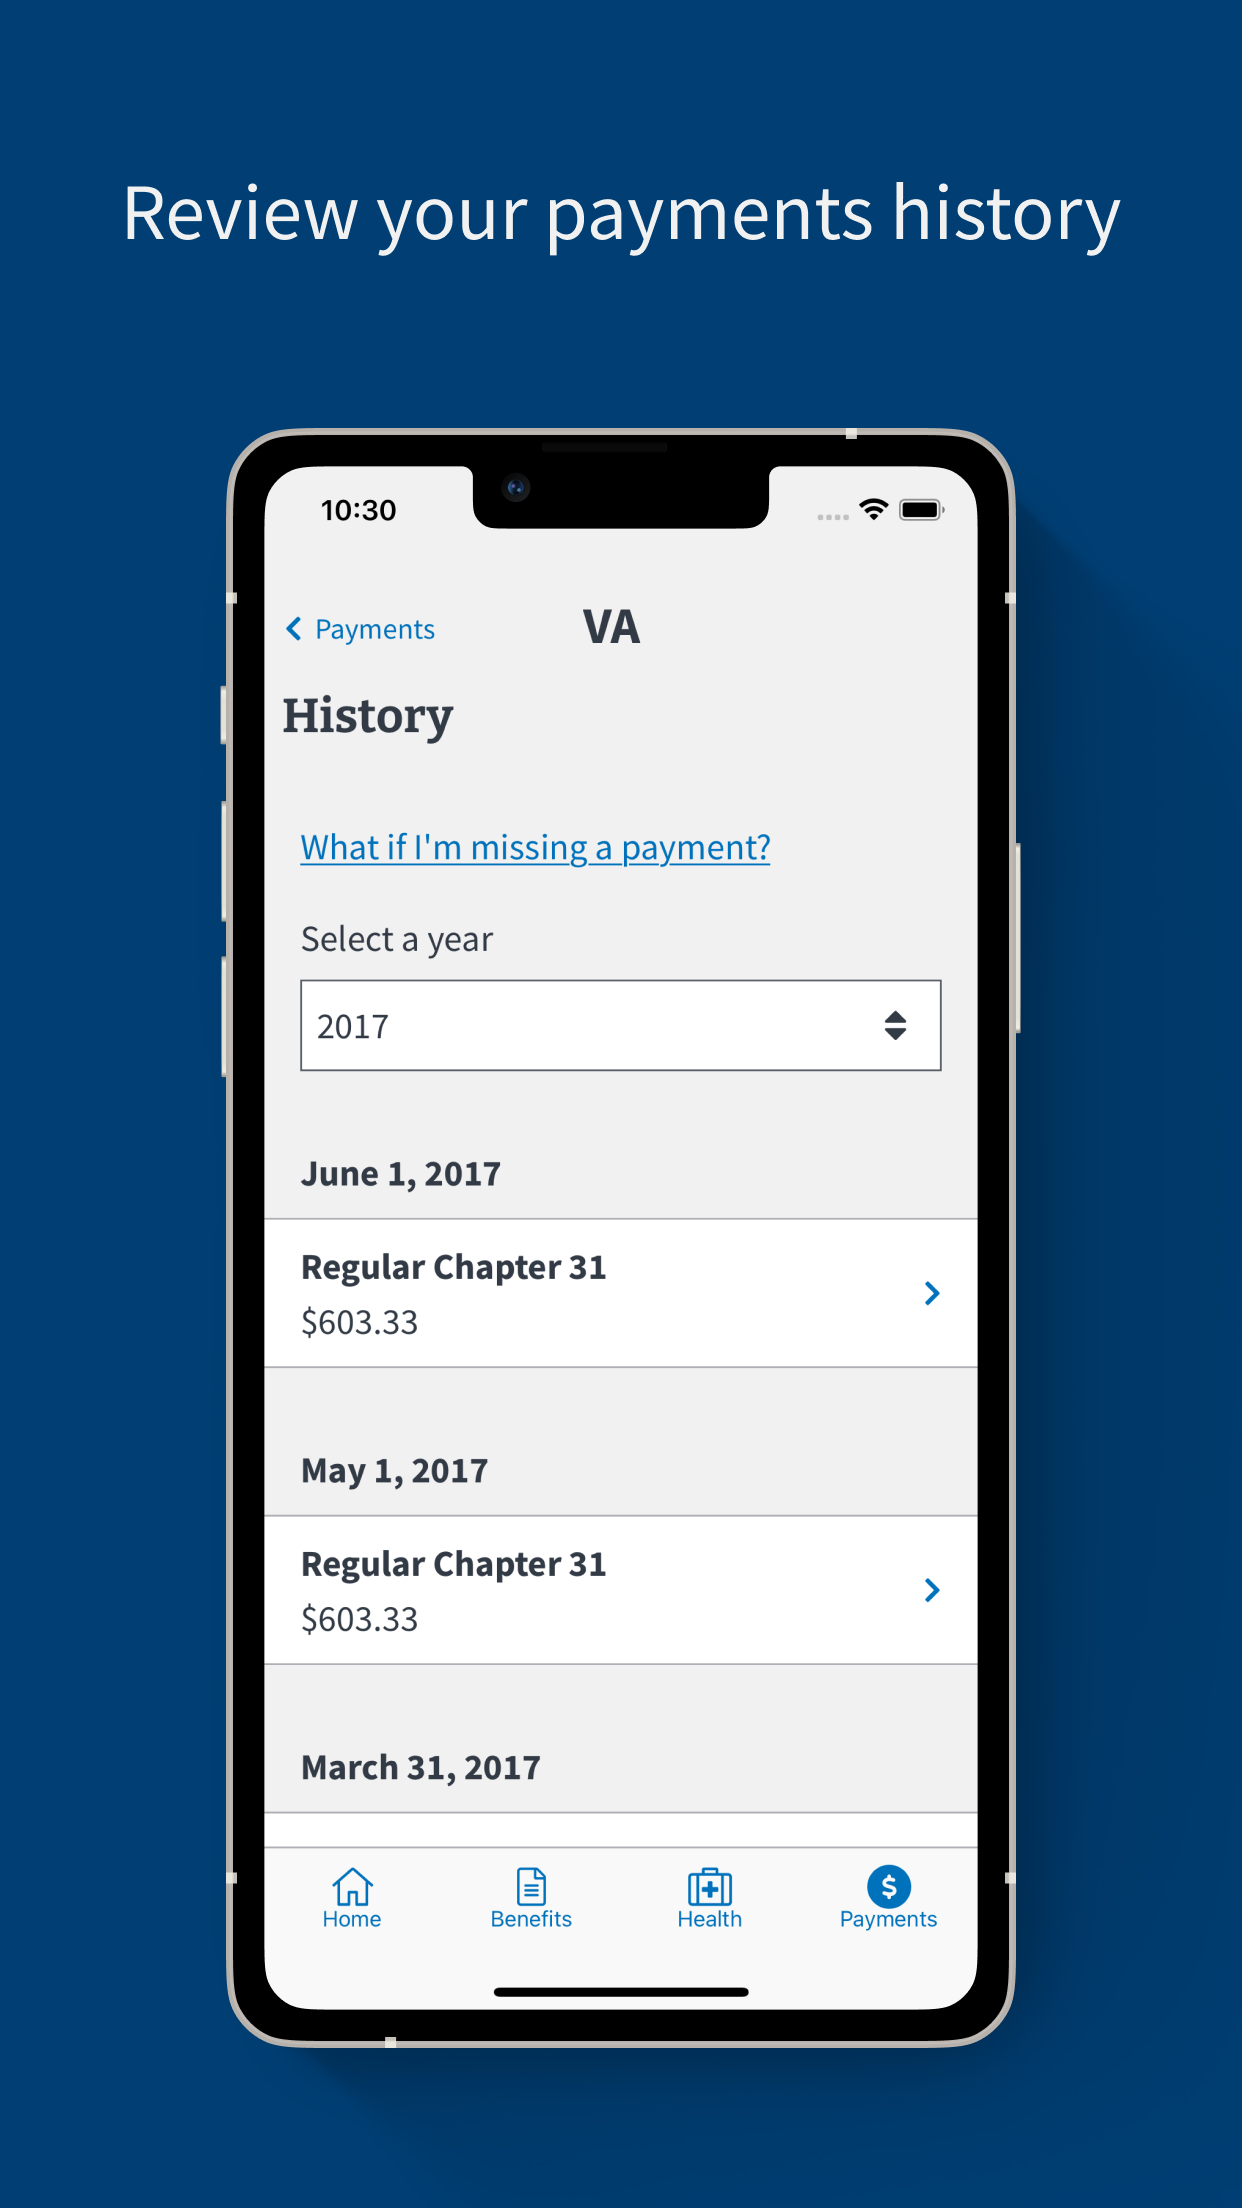 Review your payments history
10:30
Payments
VA
History
What if I'm missing a payment?
Select a year
2017
June 1, 2017
Regular Chapter 31
$603.33
May 1, 2017
Regular Chapter 31
$603.33
March 31, 2017
Home
Benefits
Health
Payments